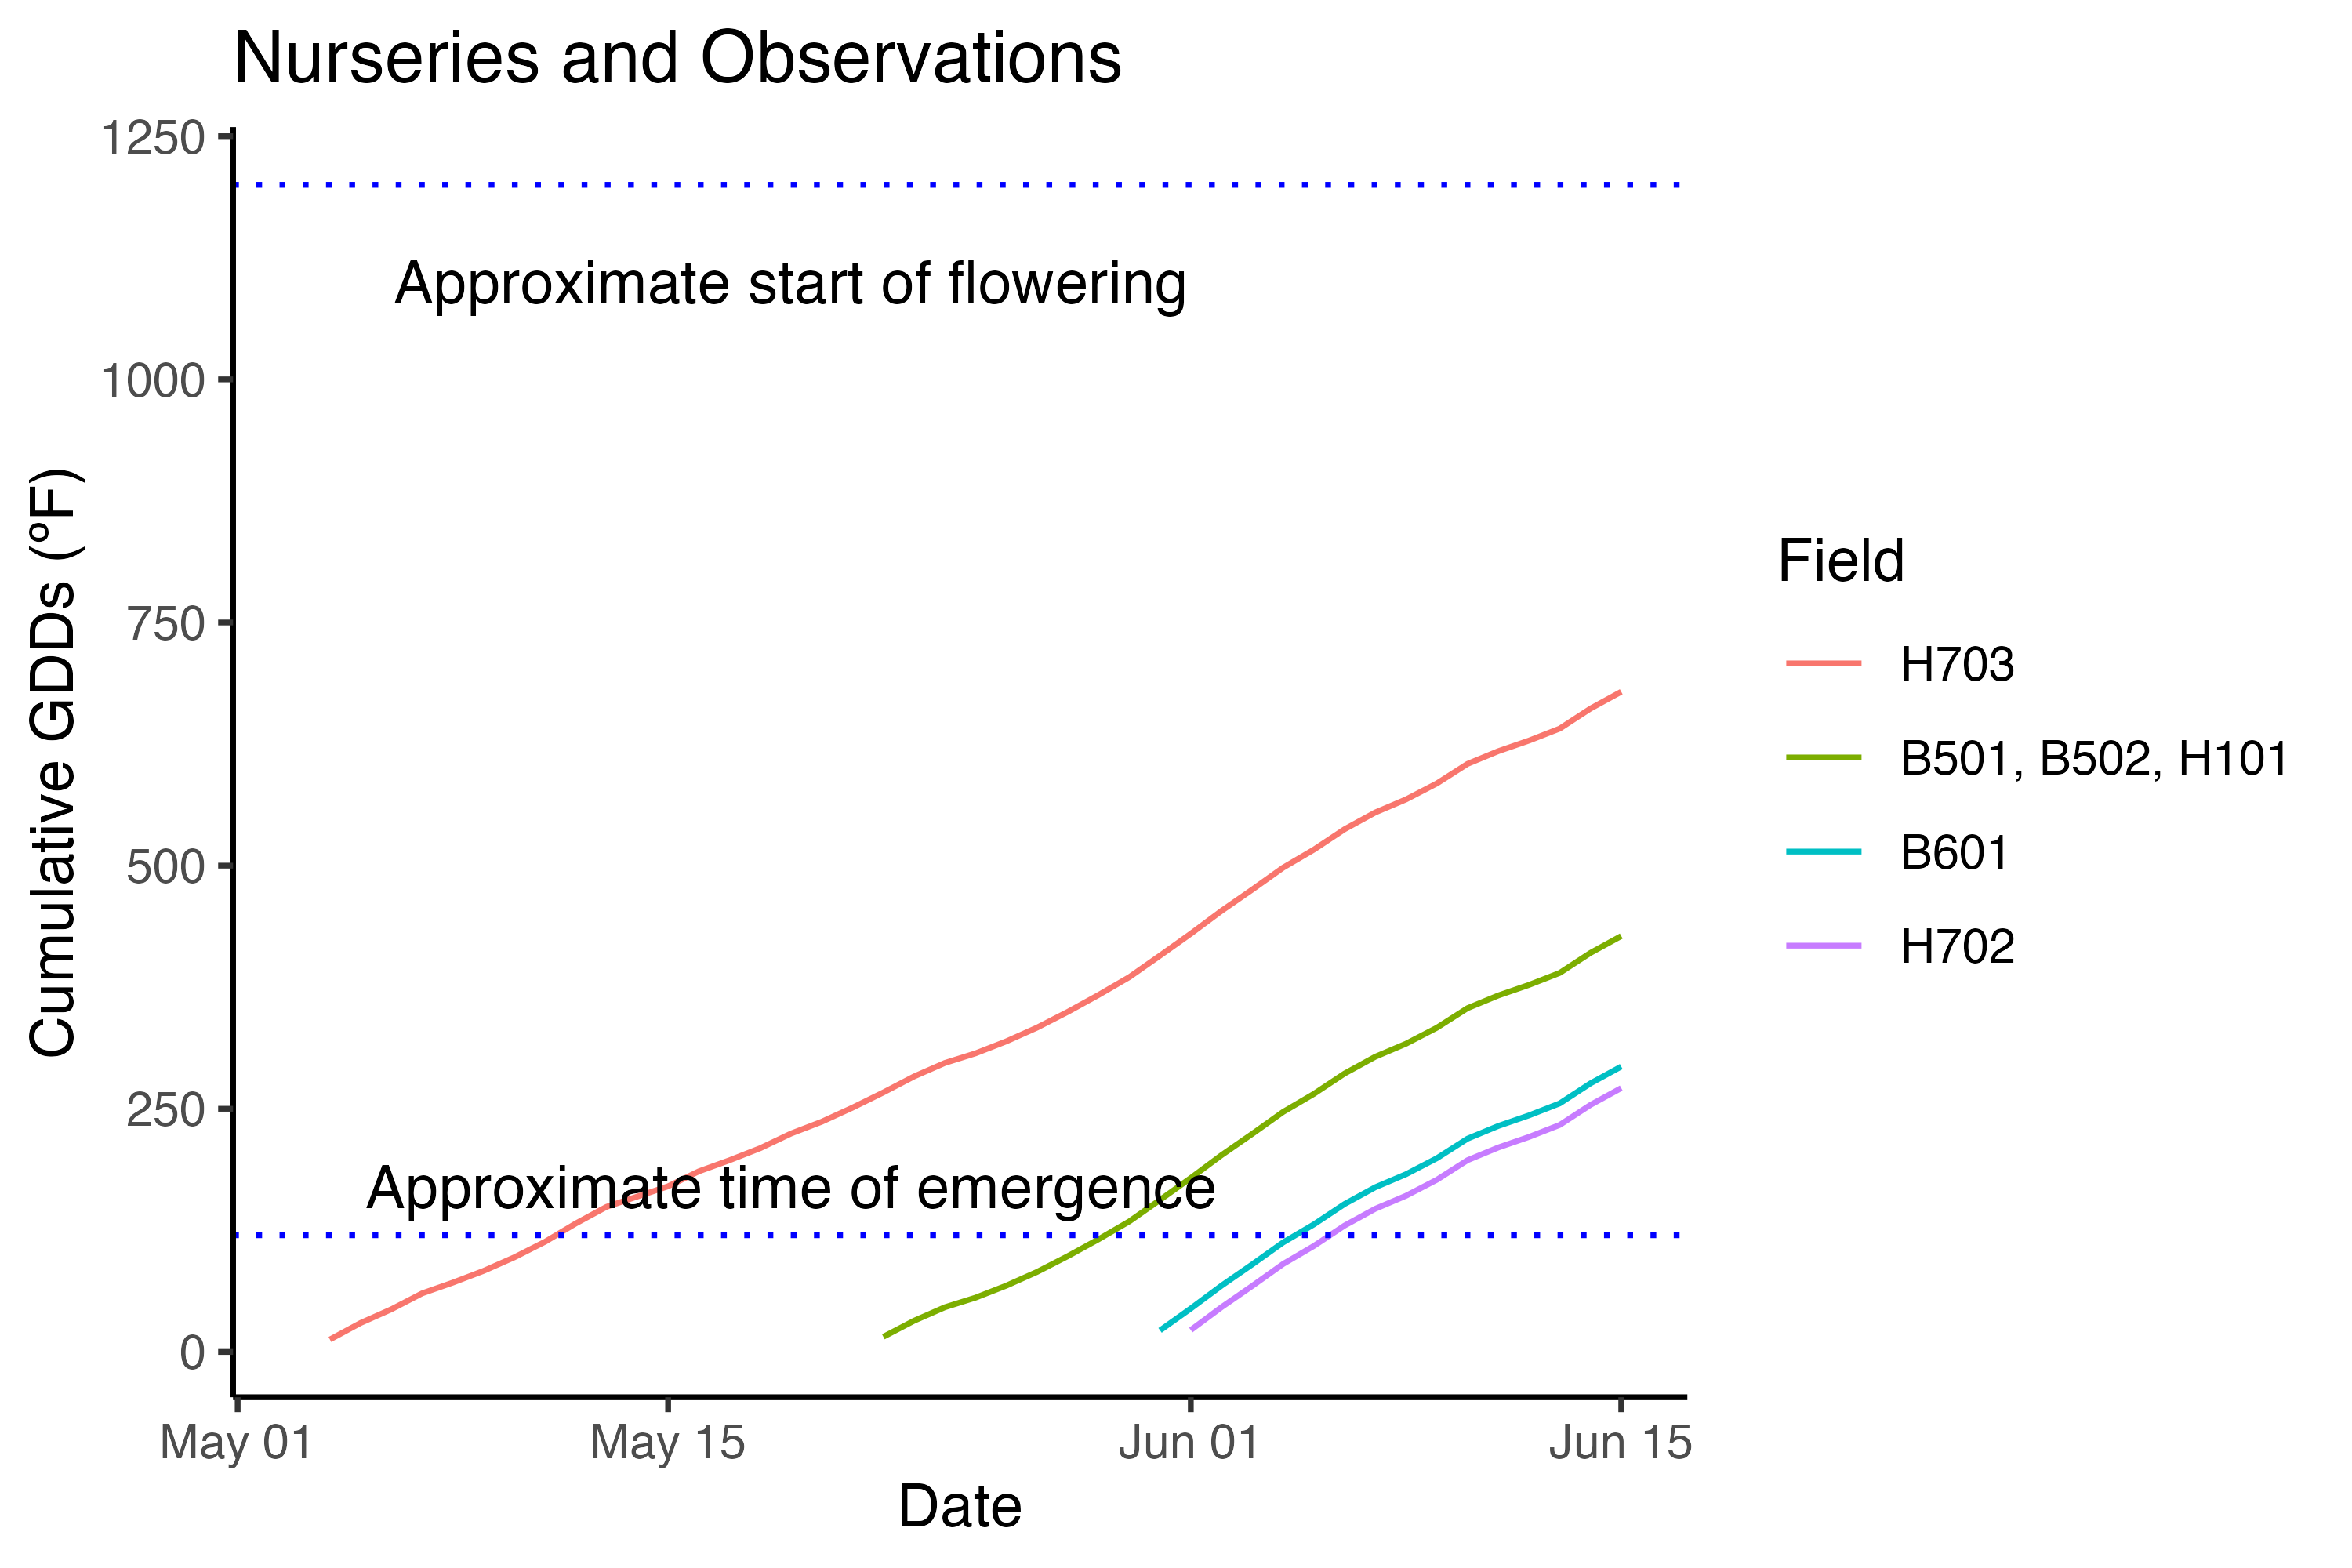 Nurseries and Observations
1250
Approximate start of flowering
1000
750
500
250
Approximate time of emergence
0
Cumulative GDDs (ºF)
May 01
May 15
Jun 01
Jun 15
Date
Field
H703
B501, B502, H101
B601
H702